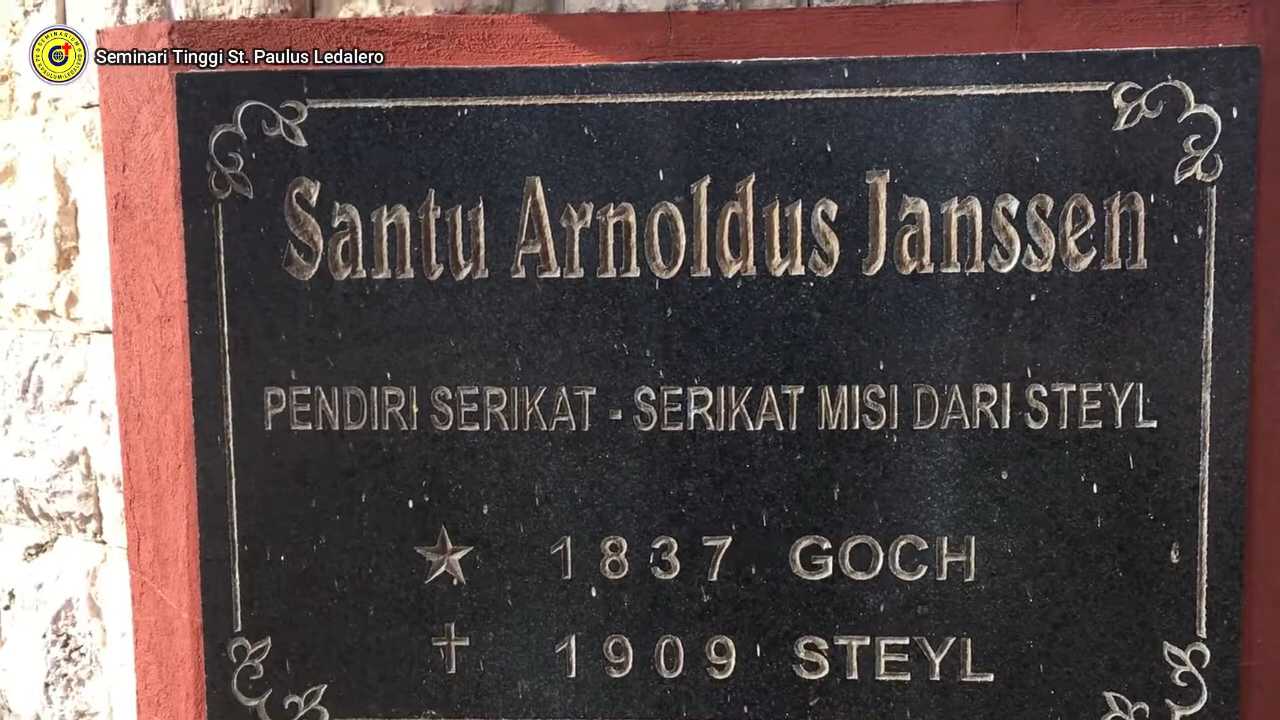 Seminari Tinggi St. Paulus Ledalero
Santu Arnoldus Janssen
PENDIRI SERIKAT - SERIKAT MISI DARI STEYL
1837 GOCH
1909 STEYL